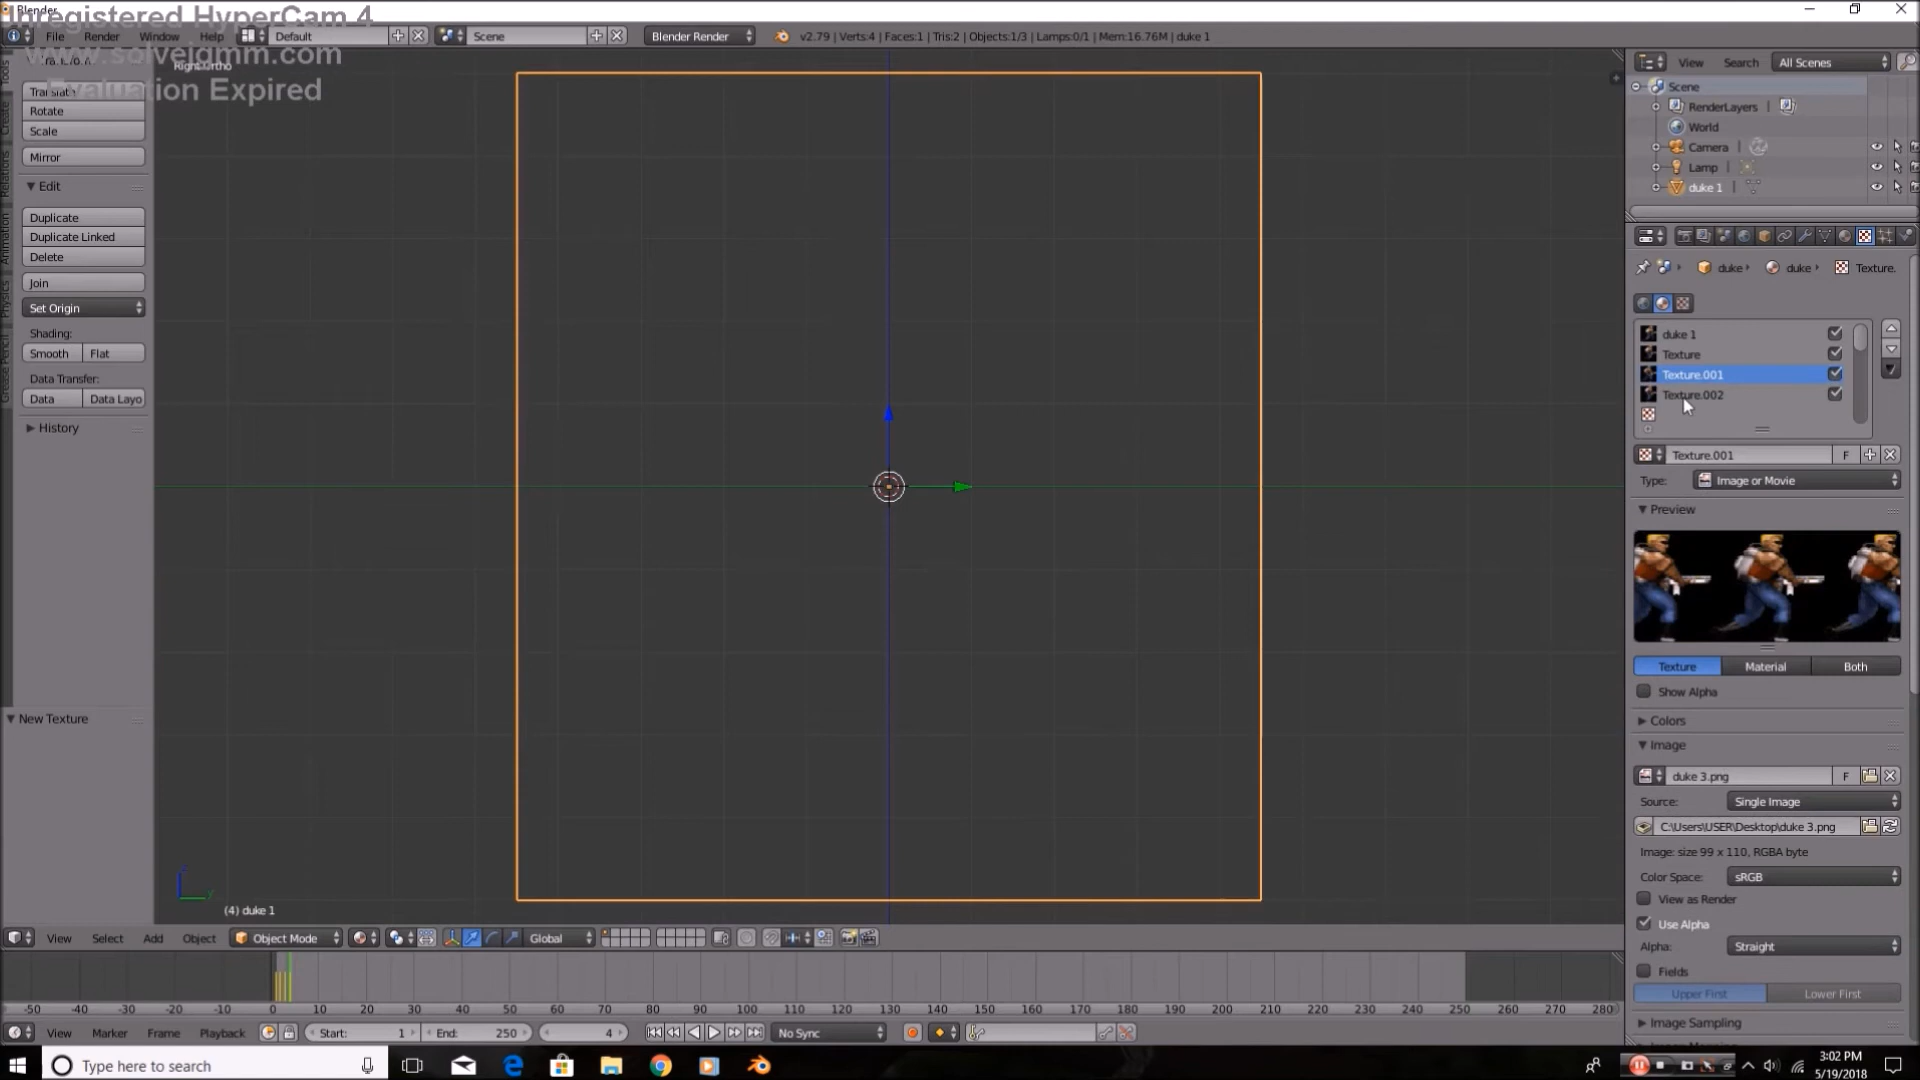 Blender
Unregistered HyperCam 4
www.solveigmm.com
Evaluation Expired
File Render Window Help Default Scene Blender Render v2.79 | Verts:4 | Faces:1 | Tris:2 | Objects:1/3 | Lamps:0/1 | Mem:16.76M | duke 1
Right Ortho
Tools
Create
Relations
Animation
Physics
Grease Pencil
Translate
Rotate
Scale
Mirror
Edit
Duplicate
Duplicate Linked
Delete
Join
Set Origin
Shading:
Smooth Flat
Data Transfer:
Data Data Layo
History
New Texture
(4) duke 1
View Search All Scenes
Scene
RenderLayers |
World
Camera |
Lamp |
duke 1 |
duke duke Texture.
duke 1
Texture
Texture.001
Texture.002
Texture.001 F
Type: Image or Movie
Preview
Texture Material Both
Show Alpha
Colors
Image
duke 3.png F
Source: Single Image
C:\Users\USER\Desktop\duke 3.png
Image: size 99 x 110, RGBA byte
Color Space: sRGB
View as Render
Use Alpha
Alpha: Straight
Fields
Upper First Lower First
Image Sampling
View Select Add Object Object Mode Global
-50 -40 -30 -20 -10 0 10 20 30 40 50 60 70 80 90 100 110 120 130 140 150 160 170 180 190 200 210 220 230 240 250 260 270 280
View Marker Frame Playback Start: 1 End: 250 4 No Sync
Type here to search
3:02 PM
5/19/2018